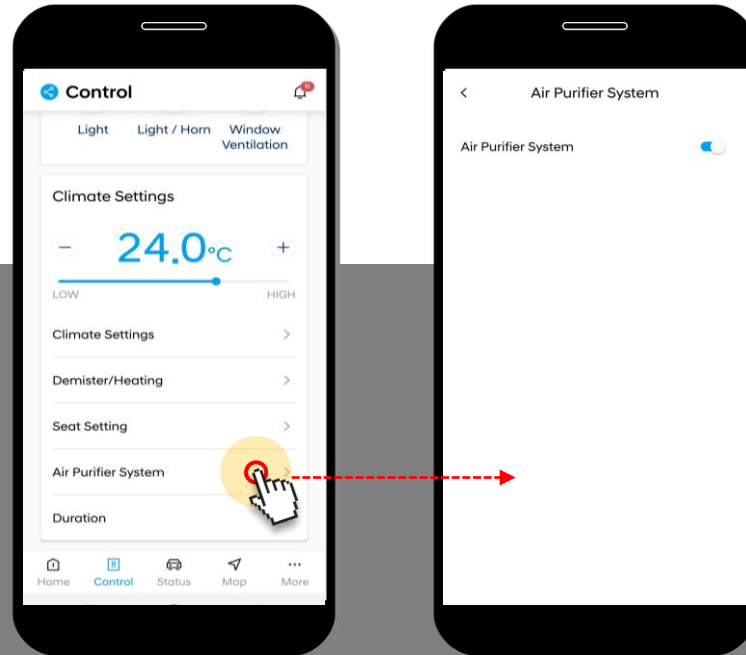 Control
Light Light / Horn Window
Ventilation
Climate Settings
24.0°C
LOW HIGH
Climate Settings
Demister/Heating
Seat Setting
Air Purifier System
Duration
Home Control Status Map More
Air Purifier System
Air Purifier System